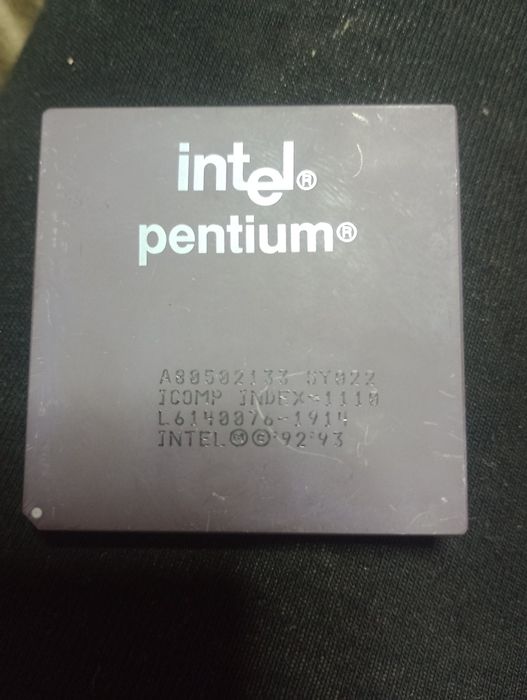 intel®
pentium®
A80502133 SY022
ICOMP INDEX=1110
L6140076-1914
INTEL Ⓜ©'92'93